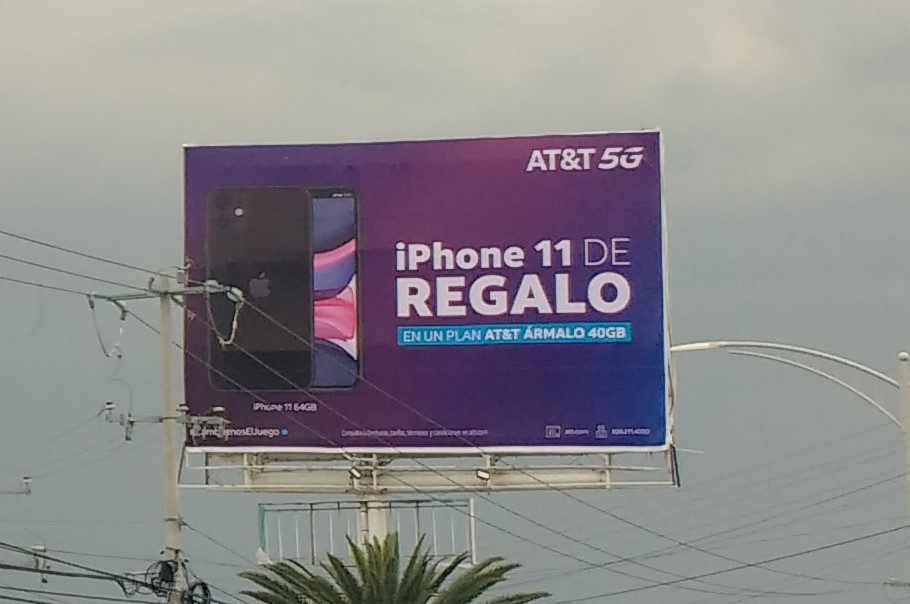 AT&T 5G
iPhone 11 DE
REGALO
EN UN PLAN AT&T ÁRMALO 40GB
iPhone 11 64GB